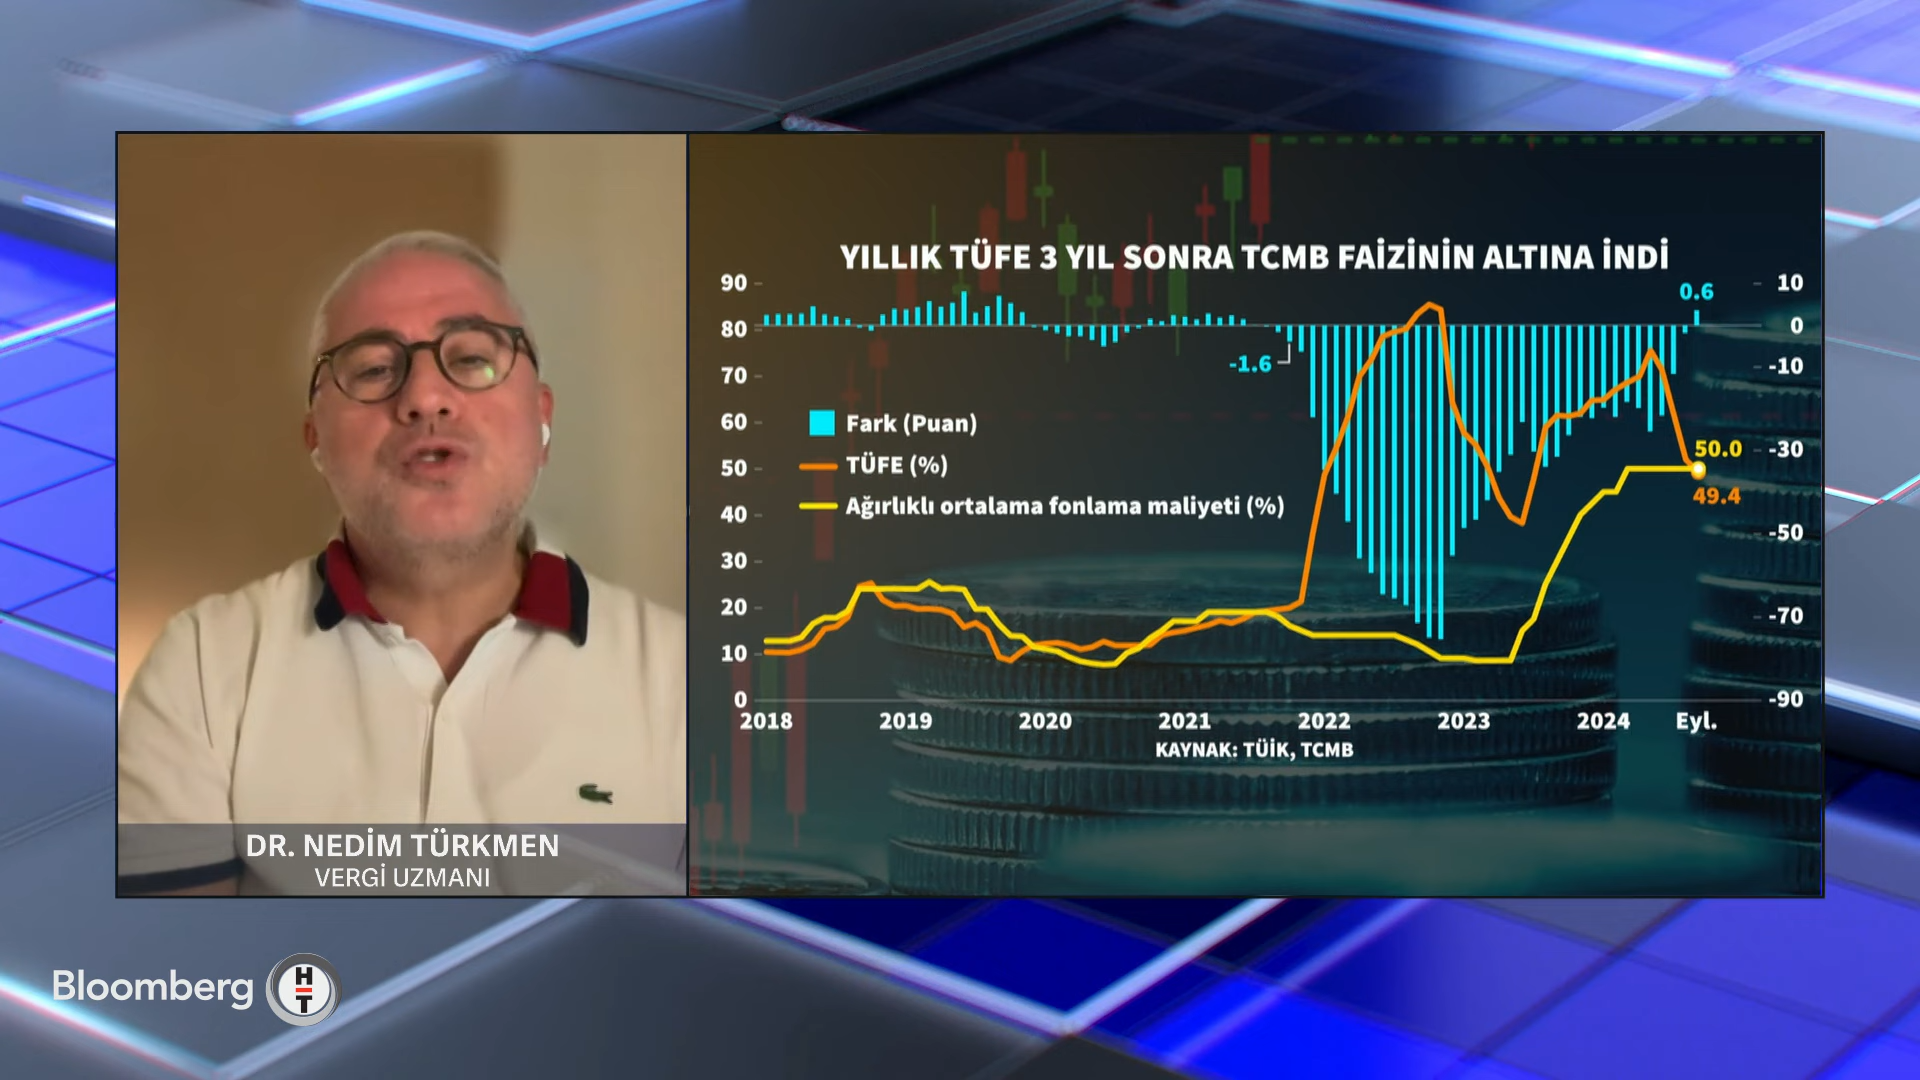 YILLIK TÜFE 3 YIL SONRA TCMB FAİZİNİN ALTINA İNDİ
90
80
70
60
50
40
30
20
10
0
10
0
-10
-30
-50
-70
-90
0.6
-1.6
Fark (Puan)
TÜFE (%)
Ağırlıklı ortalama fonlama maliyeti (%)
50.0
49.4
2018 2019 2020 2021 2022 2023 2024 Eyl.
KAYNAK: TÜİK, TCMB
DR. NEDİM TÜRKMEN
VERGİ UZMANI
Bloomberg HT